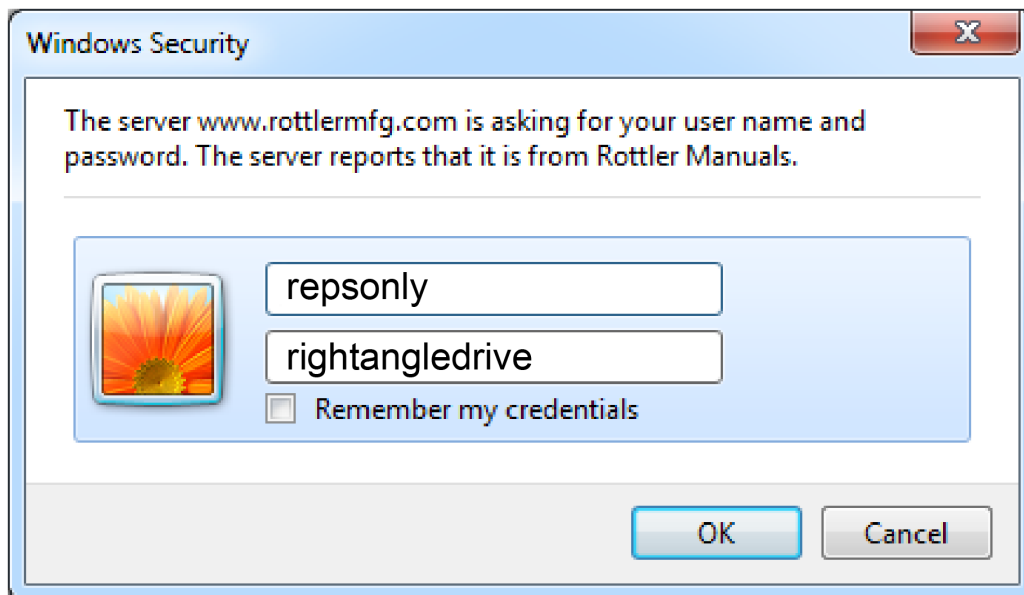 Windows Security
The server www.rottlermfg.com is asking for your user name and
password. The server reports that it is from Rottler Manuals.
repsonly
rightangledrive
Remember my credentials
OK
Cancel